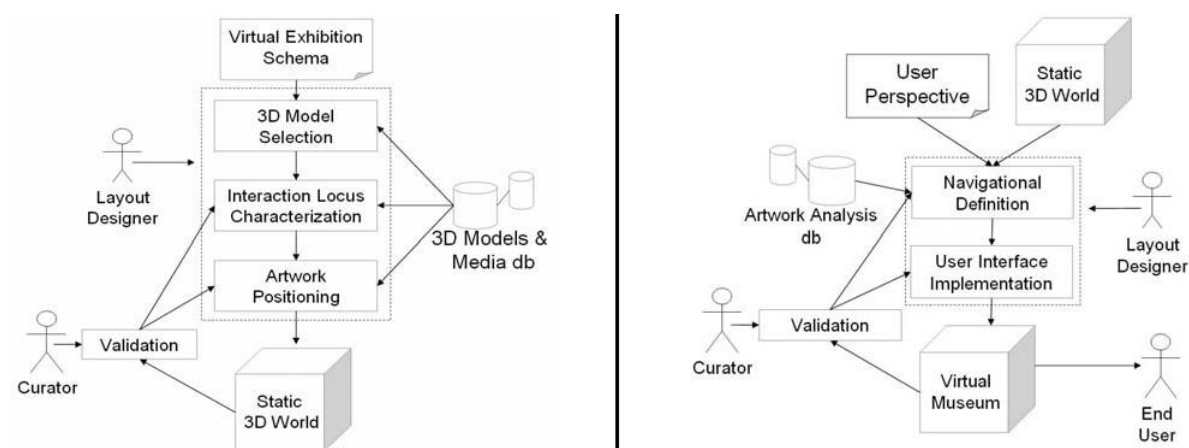 Virtual Exhibition
Schema
3D Model
Selection
Layout
Designer
Interaction Locus
Characterization
3D Models &
Media db
Artwork
Positioning
Curator
Validation
Static
3D World
User
Perspective
Static
3D World
Artwork Analysis
db
Navigational
Definition
Layout
Designer
User Interface
Implementation
Curator
Validation
Virtual
Museum
End
User